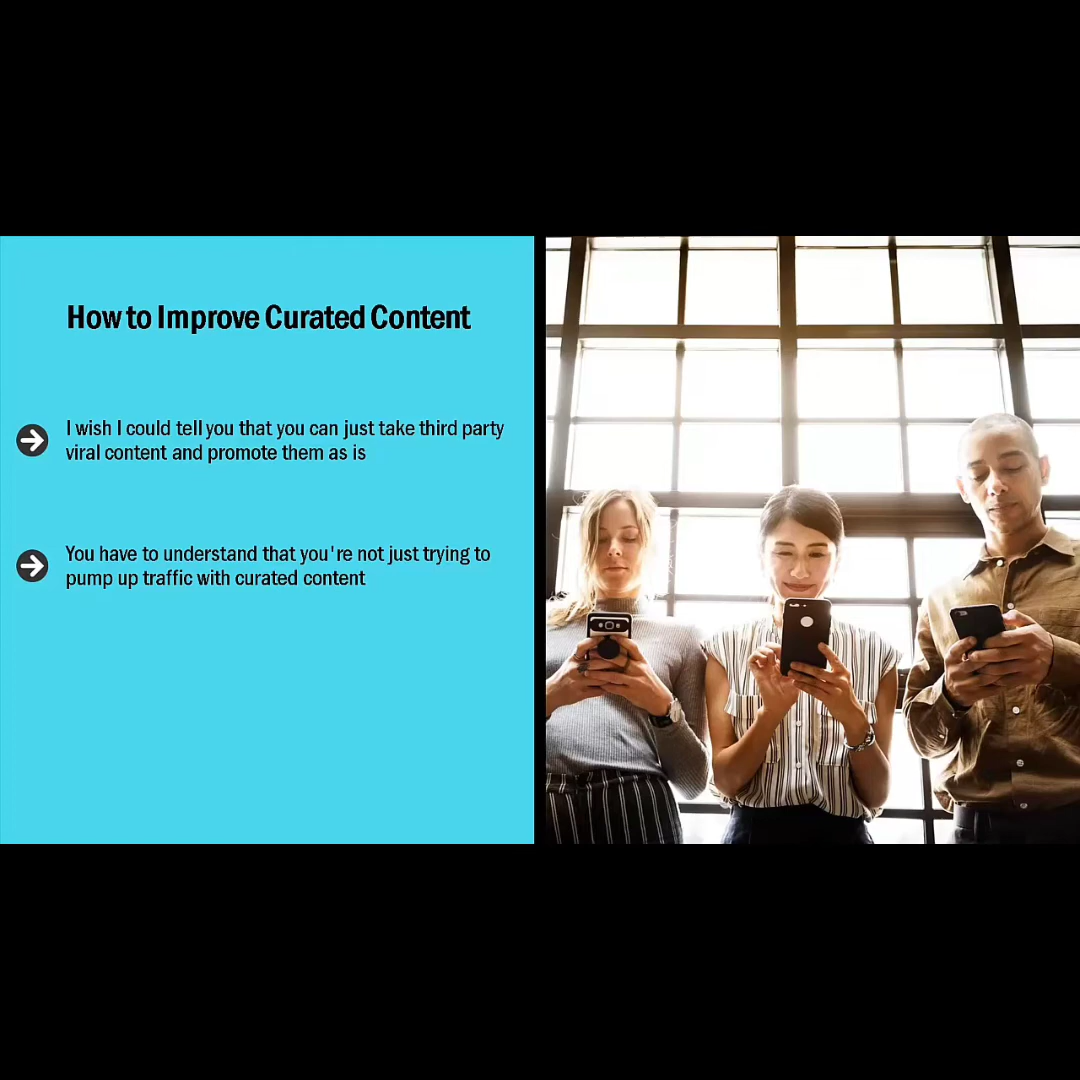 How to Improve Curated Content
I wish I could tell you that you can just take third party
viral content and promote them as is
You have to understand that you're not just trying to
pump up traffic with curated content